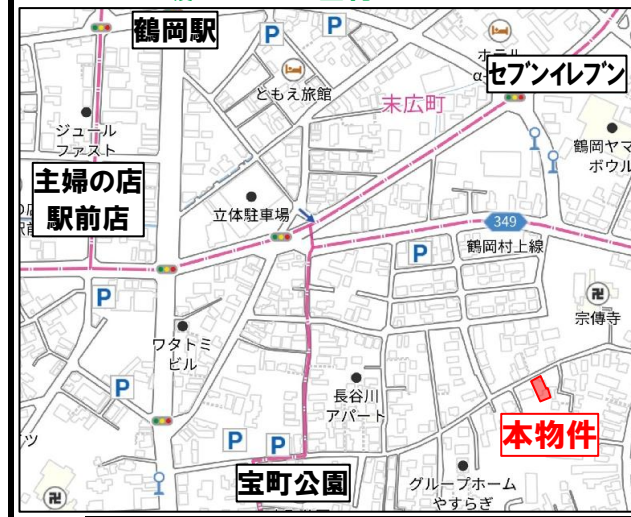 鶴岡駅
P
P
ホテル
セブンイレブン
ともえ旅館
末広町
ジュール
ファスト
鶴岡ヤマ
ボウル
主婦の店
駅前店
立体駐車場
349
P
鶴岡村上線
P
宗傳寺
ワタトミ
ビル
長谷川
アパート
P
本物件
P
P
宝町公園
グループホーム
やすらぎ